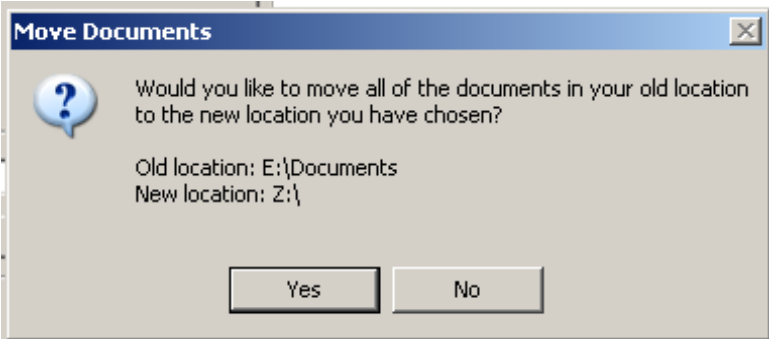 Move Documents
Would you like to move all of the documents in your old location
to the new location you have chosen?
Old location: E:\Documents
New location: Z:\
Yes
No